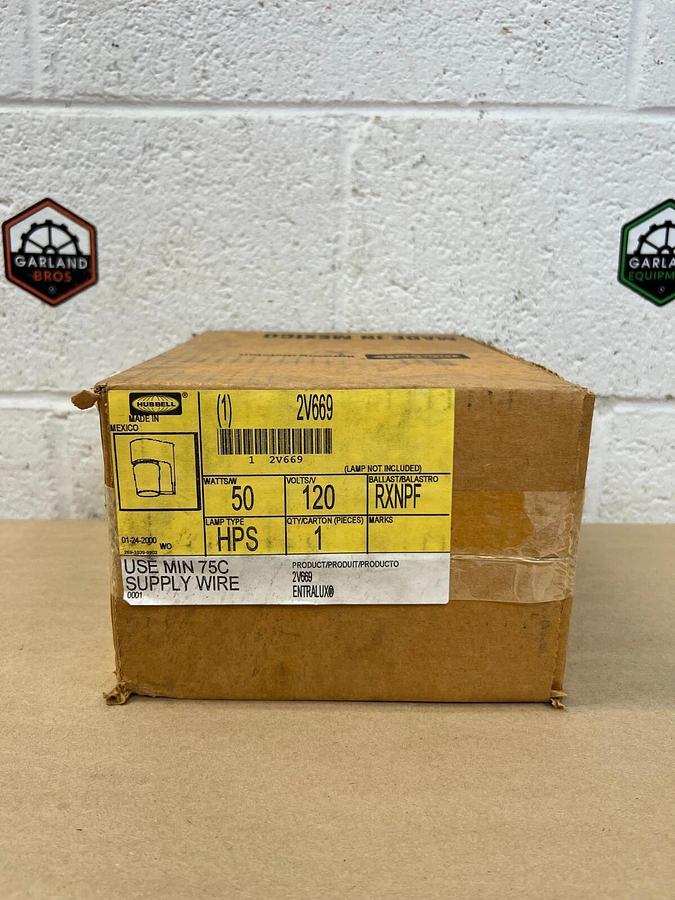 GARLAND
BROS
GARLA
EQUIPM
MADE IN MEXICO
HUBBELL®
MADE IN
MEXICO
(1) 2V669
1 2V669
(LAMP NOT INCLUDED)
WATTS/W VOLTS/V BALLAST/BALASTRO
50 120 RXNPF
LAMP TYPE QTY/CARTON (PIECES) MARKS
HPS 1
01-24-2000 WO
USE MIN 75C
SUPPLY WIRE
0001
PRODUCT/PRODUIT/PRODUCTO
2V669
ENTRALUX®